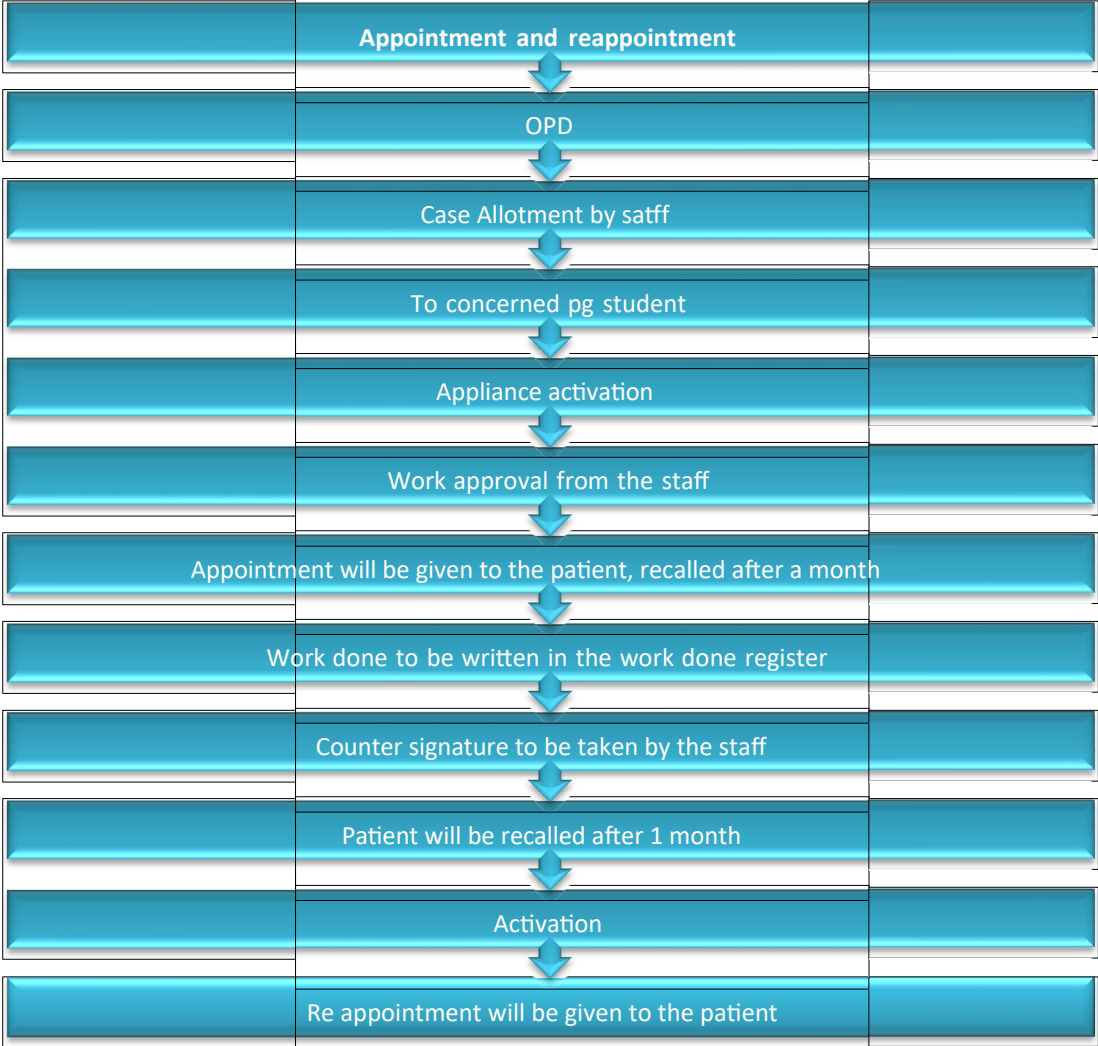 Appointment and reappointment
OPD
Case Allotment by satff
To concerned pg student
Appliance activation
Work approval from the staff
Appointment will be given to the patient, recalled after a month
Work done to be written in the work done register
Counter signature to be taken by the staff
Patient will be recalled after 1 month
Activation
Re appointment will be given to the patient